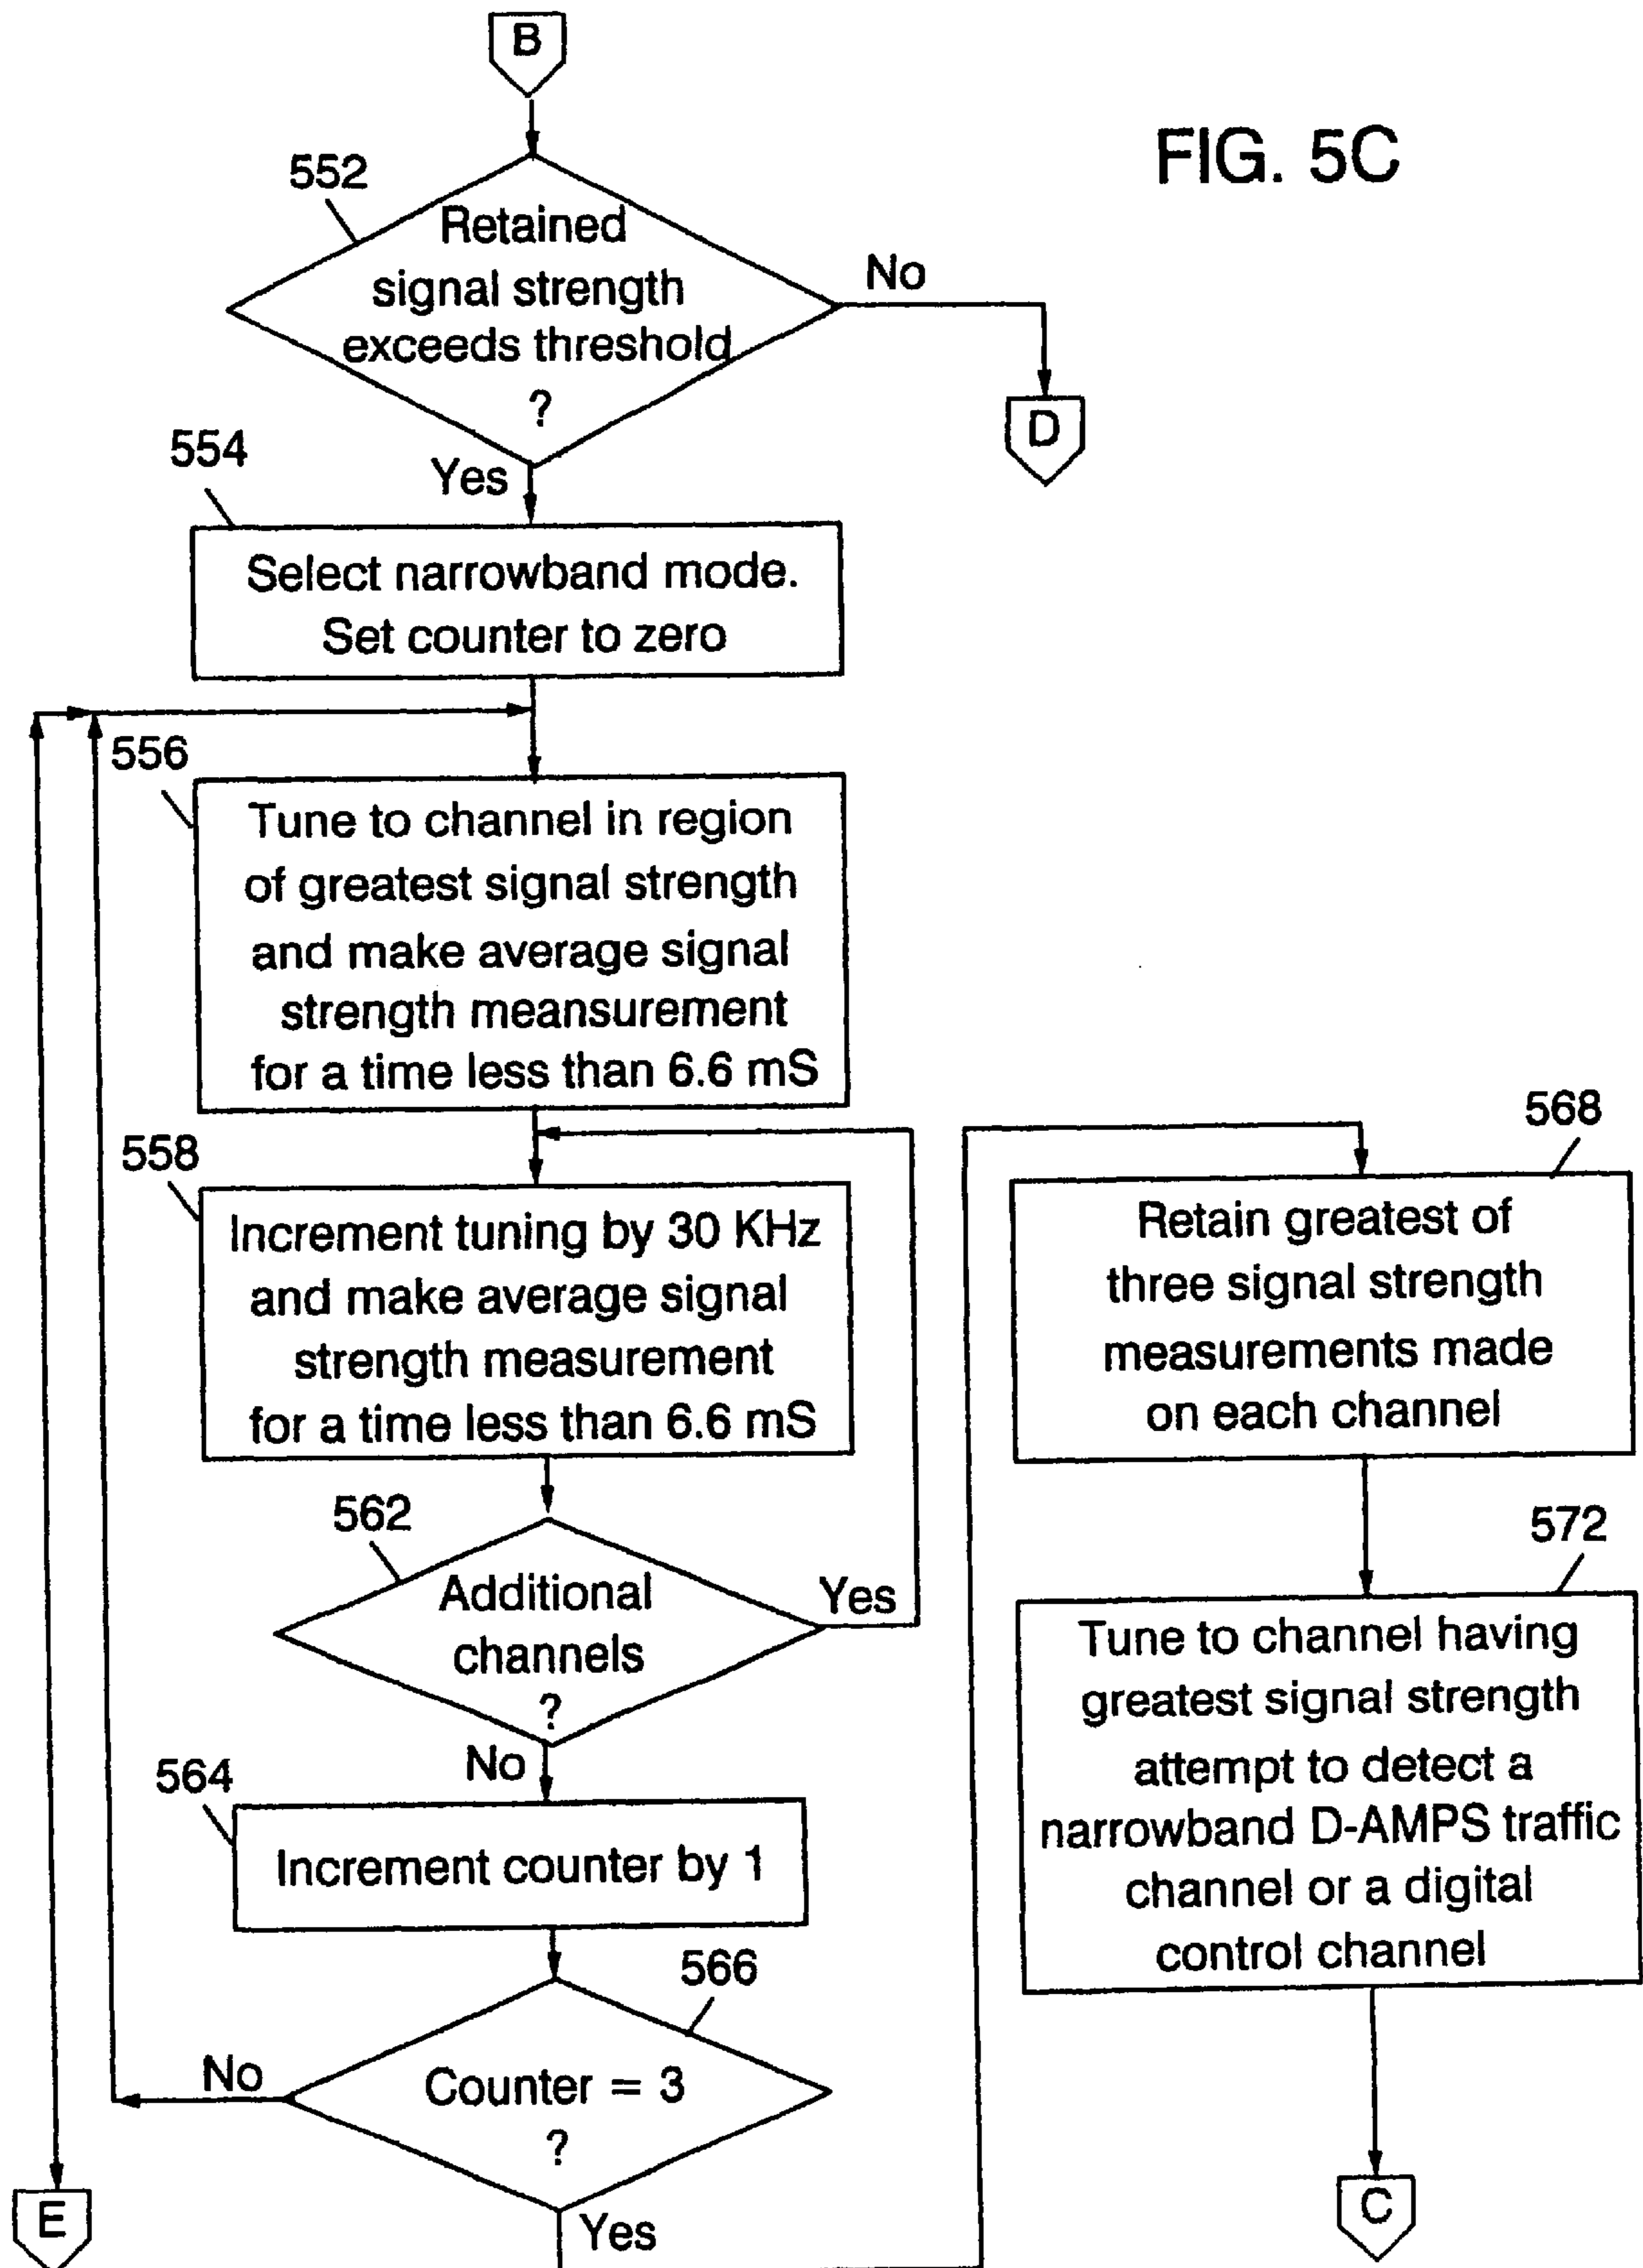 B
FIG. 5C
552
Retained
signal strength
exceeds threshold
?
No
D
Yes
554
Select narrowband mode.
Set counter to zero
556
Tune to channel in region
of greatest signal strength
and make average signal
strength meansurement
for a time less than 6.6 mS
558
Increment tuning by 30 KHz
and make average signal
strength measurement
for a time less than 6.6 mS
562
Additional
channels
?
Yes
No
564
Increment counter by 1
566
Counter = 3
?
No
Yes
E
568
Retain greatest of
three signal strength
measurements made
on each channel
572
Tune to channel having
greatest signal strength
attempt to detect a
narrowband D-AMPS traffic
channel or a digital
control channel
C